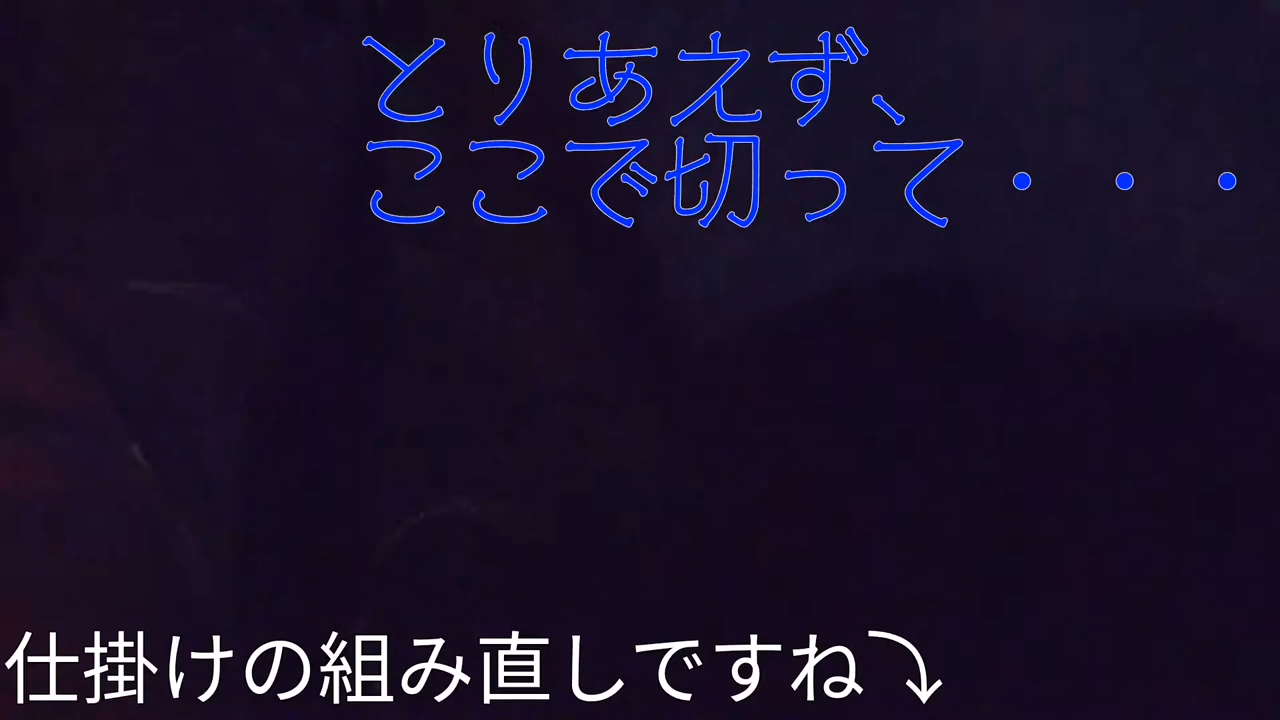 とりあえず、
ここで切って・・・
仕掛けの組み直しですね⤵